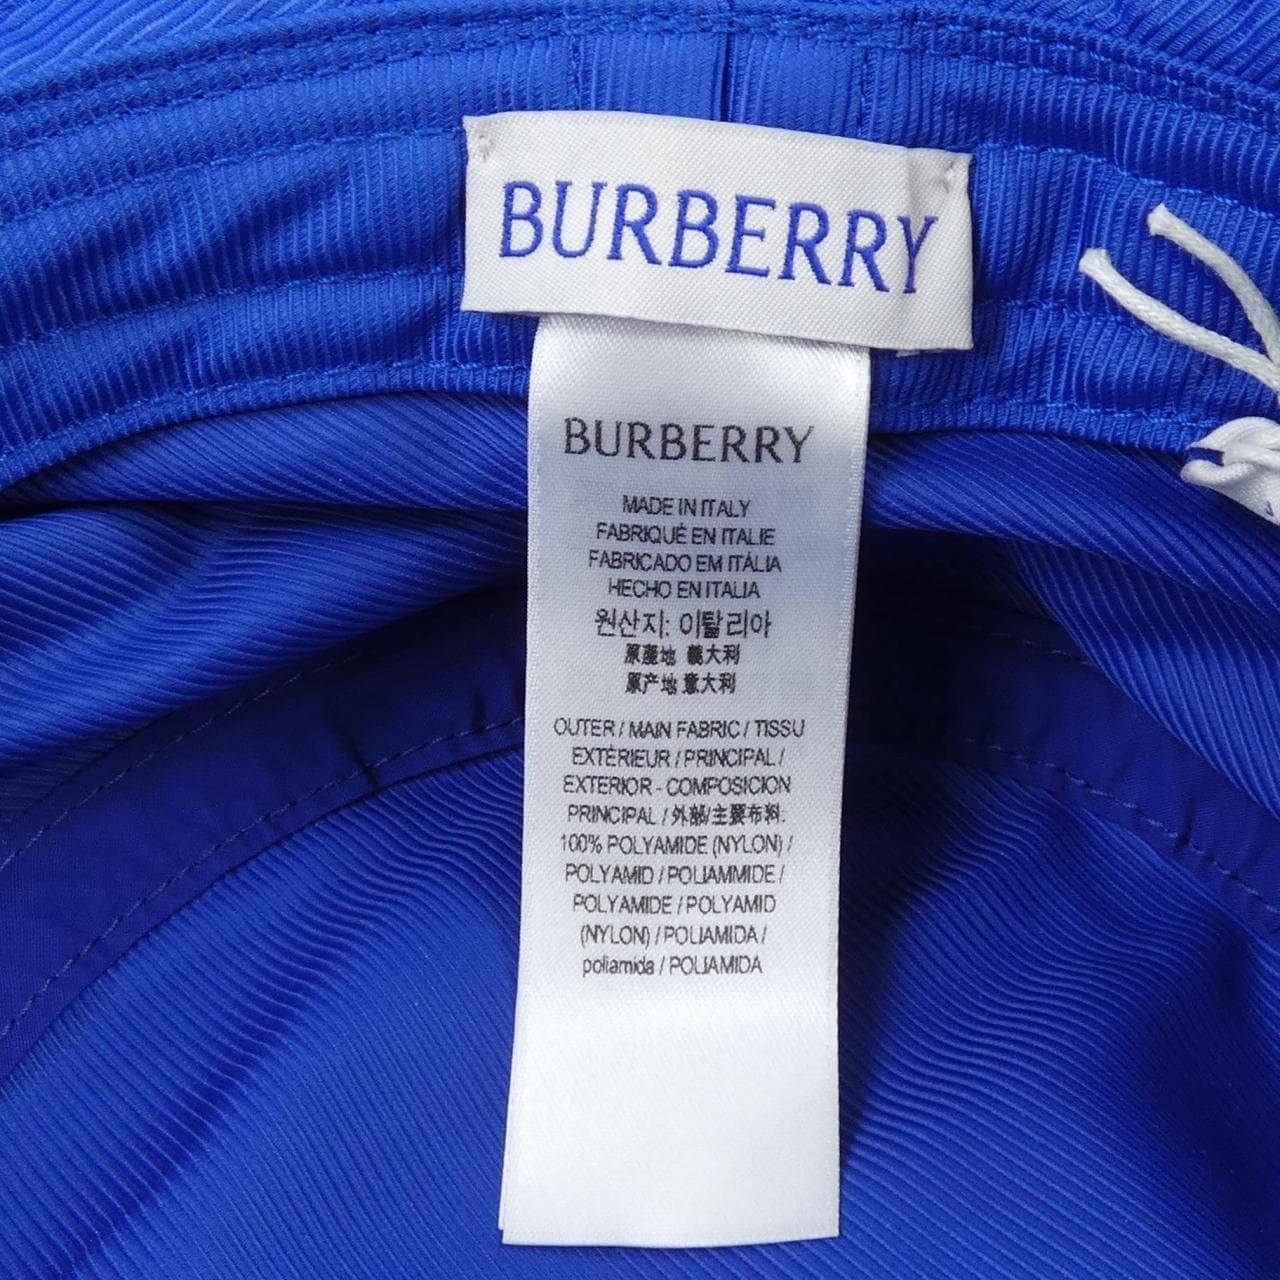 BURBERRY
BURBERRY
MADE IN ITALY
FABRIQUÉ EN ITALIE
FABRICADO EM ITÁLIA
HECHO EN ITALIA
원산지: 이탈리아
原產地 義大利
原产地 意大利
OUTER / MAIN FABRIC / TISSU
EXTÉRIEUR / PRINCIPAL /
EXTERIOR - COMPOSICION
PRINCIPAL / 外部/主要布料:
100% POLYAMIDE (NYLON) /
POLYAMID / POLIAMMIDE /
POLYAMIDE / POLYAMID
(NYLON) / POLIAMIDA /
poliamida / POLIAMIDA